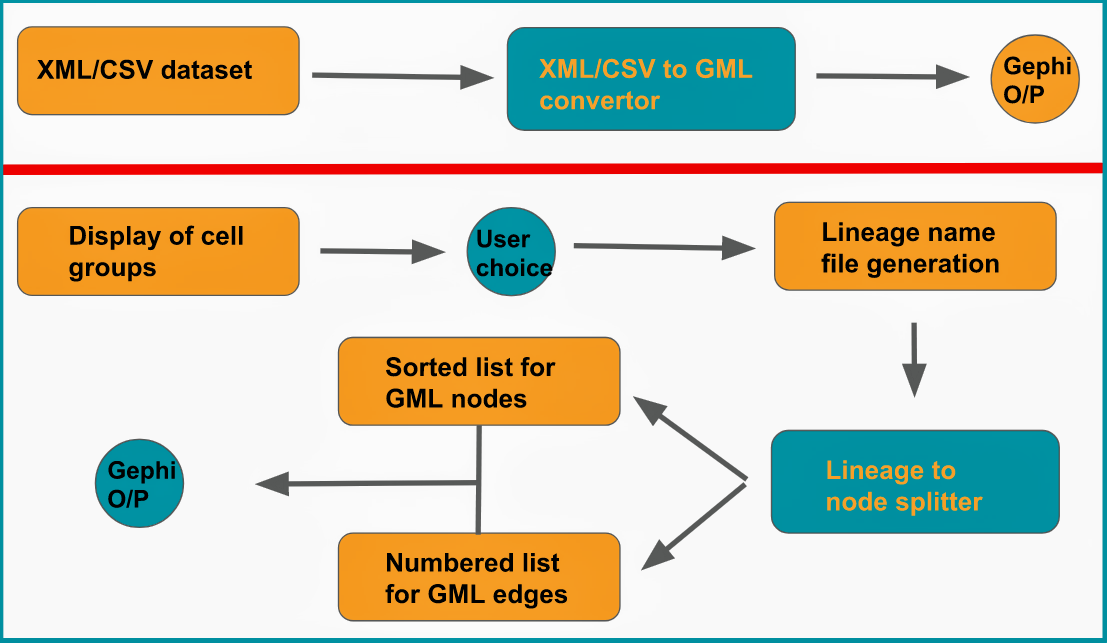 XML/CSV dataset
XML/CSV to GML
convertor
Gephi
O/P
Display of cell
groups
User
choice
Lineage name
file generation
Sorted list for
GML nodes
Gephi
O/P
Lineage to
node splitter
Numbered list
for GML edges